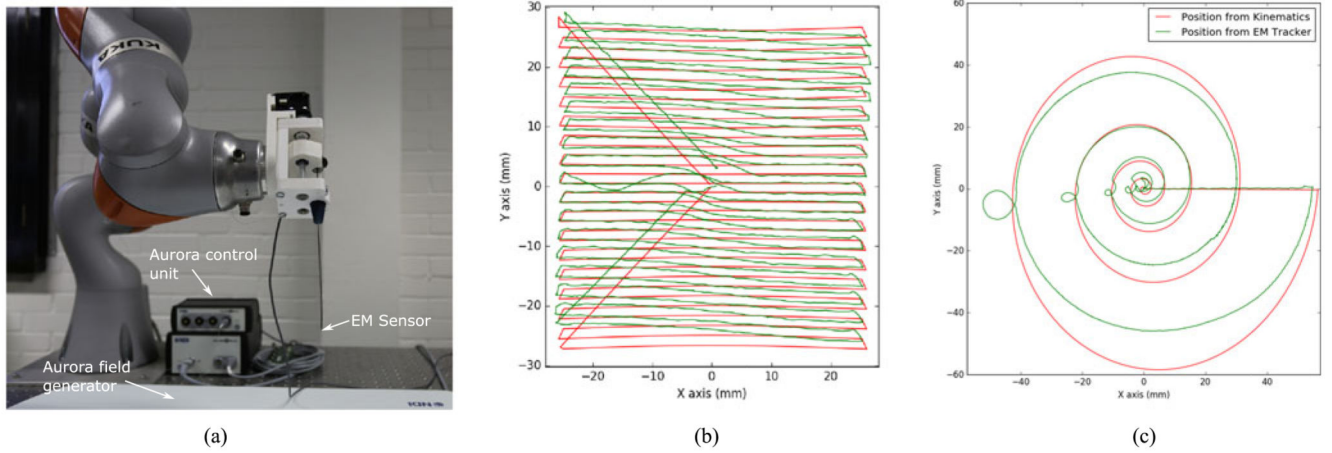 KUKA
Aurora control
unit
EM Sensor
Aurora field
generator
(a)
30
20
10
0
−10
−20
−30
−20
−10
0
10
20
Y axis (mm)
X axis (mm)
(b)
60
40
20
0
−20
−40
−60
−40
−20
0
20
40
Y axis (mm)
X axis (mm)
Position from Kinematics
Position from EM Tracker
(c)